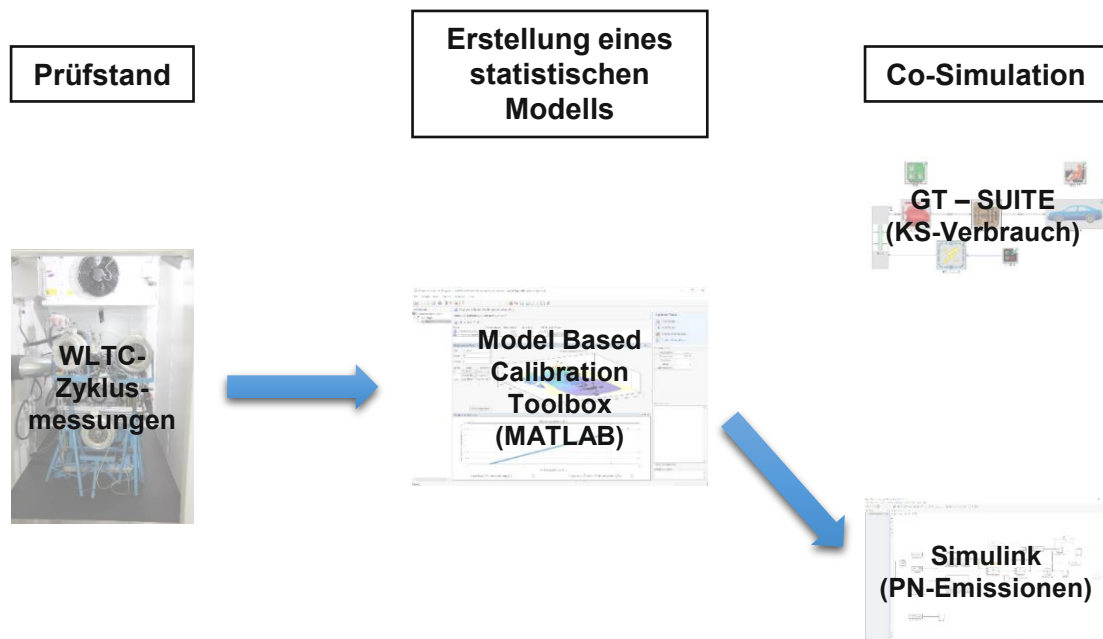 Prüfstand
Erstellung eines
statistischen
Modells
Co-Simulation
WLTC-
Zyklus-
messungen
Model Based
Calibration
Toolbox
(MATLAB)
GT – SUITE
(KS-Verbrauch)
Simulink
(PN-Emissionen)